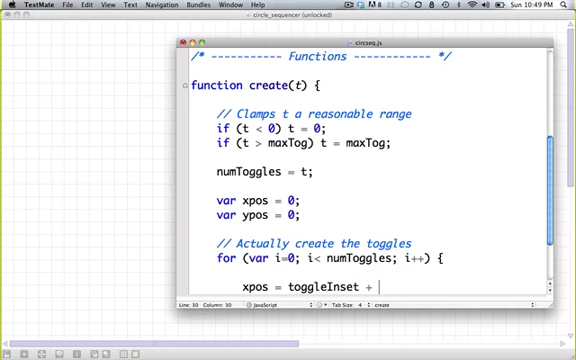 TextMate File Edit View Text Navigation Bundles Window Help 8 Sun 10:49 PM
circle_sequencer (unlocked)
circseq.js
/* ----------- Functions ------------ */
function create(t) {
// Clamps t a reasonable range
if (t < 0) t = 0;
if (t > maxTog) t = maxTog;
numToggles = t;
var xpos = 0;
var ypos = 0;
// Actually create the toggles
for (var i=0; i< numToggles; i++) {
xpos = toggleInset +
Line: 30 Column: 30 JavaScript Tab Size: 4 create